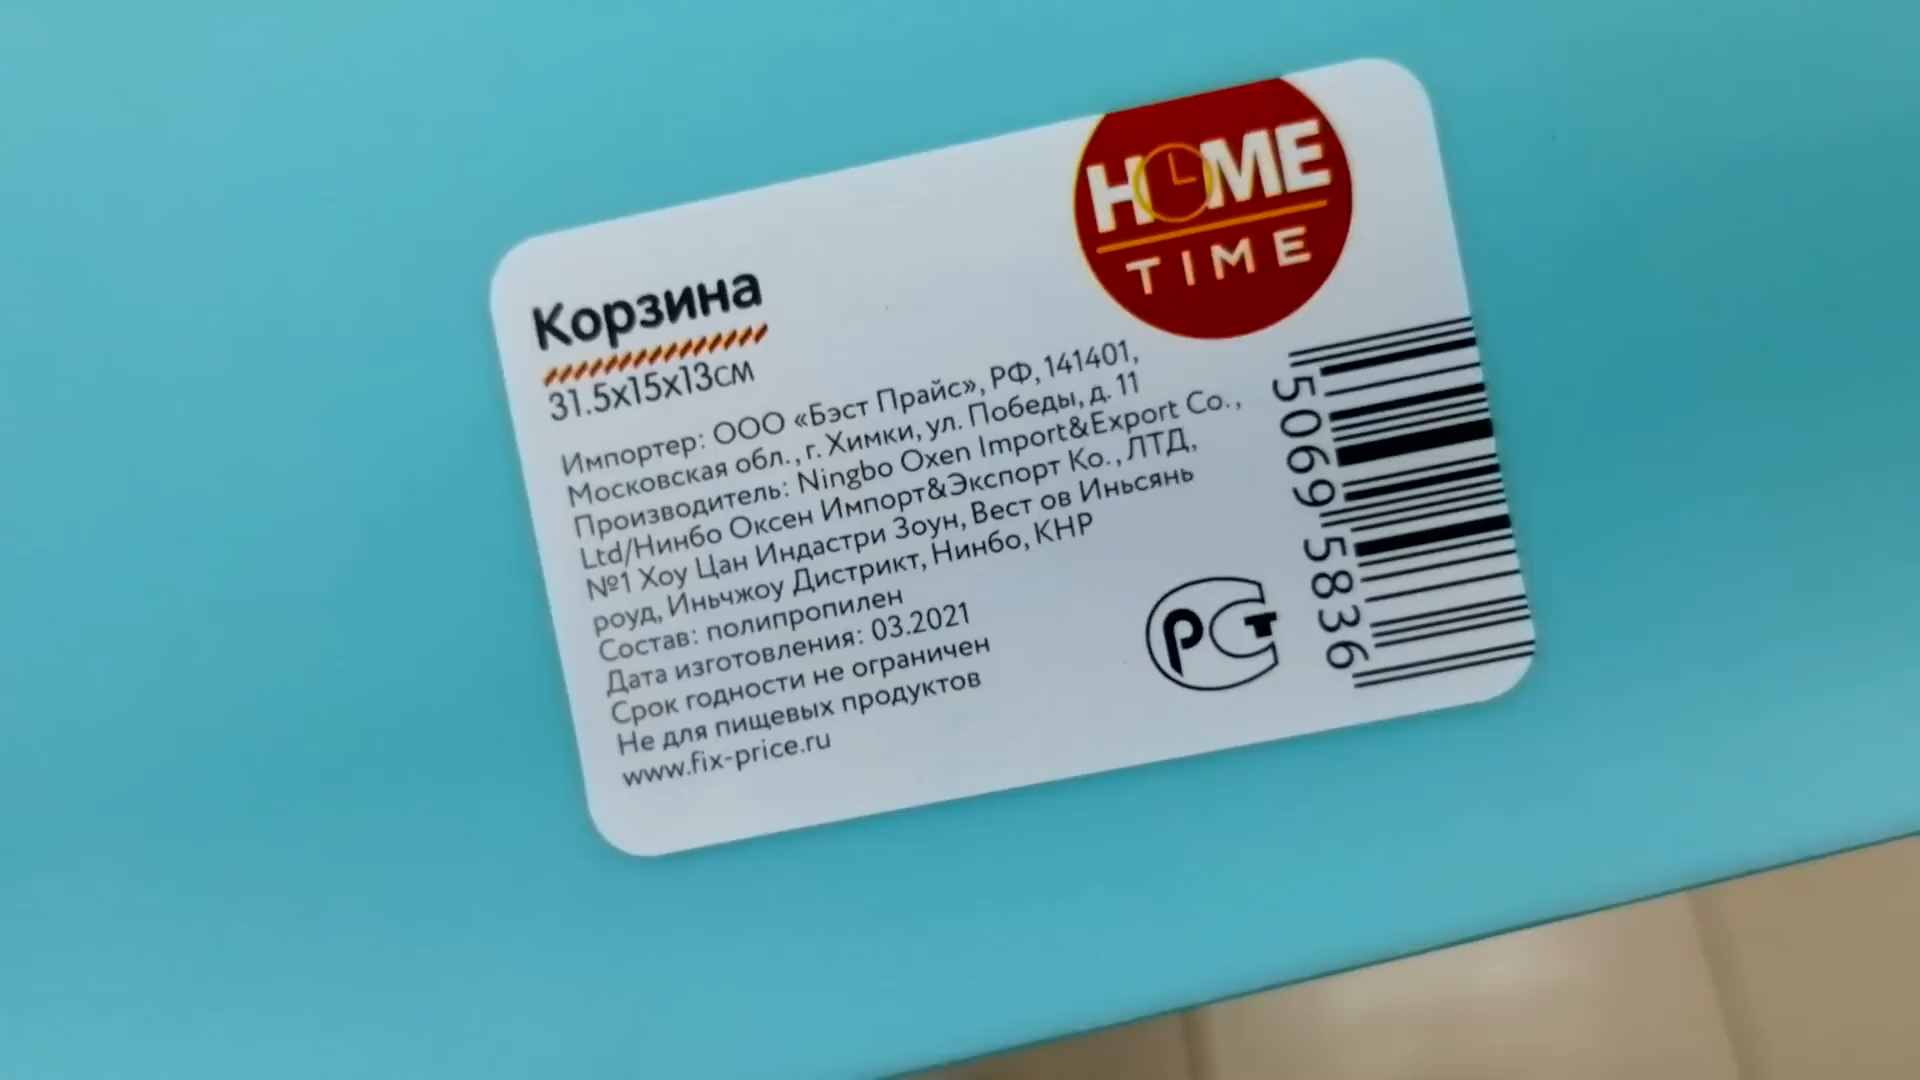 HOME
TIME
Корзина
31.5x15x13см
Импортер: ООО «Бэст Прайс», РФ, 141401,
Московская обл., г. Химки, ул. Победы, д. 11
Производитель: Ningbo Oxen Import&Export Co.,
Ltd/Нинбо Оксен Импорт&Экспорт Ко., ЛТД,
№1 Хоу Цан Индастри Зоун, Вест ов Иньсянь
роуд, Иньчжоу Дистрикт, Нинбо, КНР
Состав: полипропилен
Дата изготовления: 03.2021
Срок годности не ограничен
Не для пищевых продуктов
www.fix-price.ru
РСТ
5069 5836